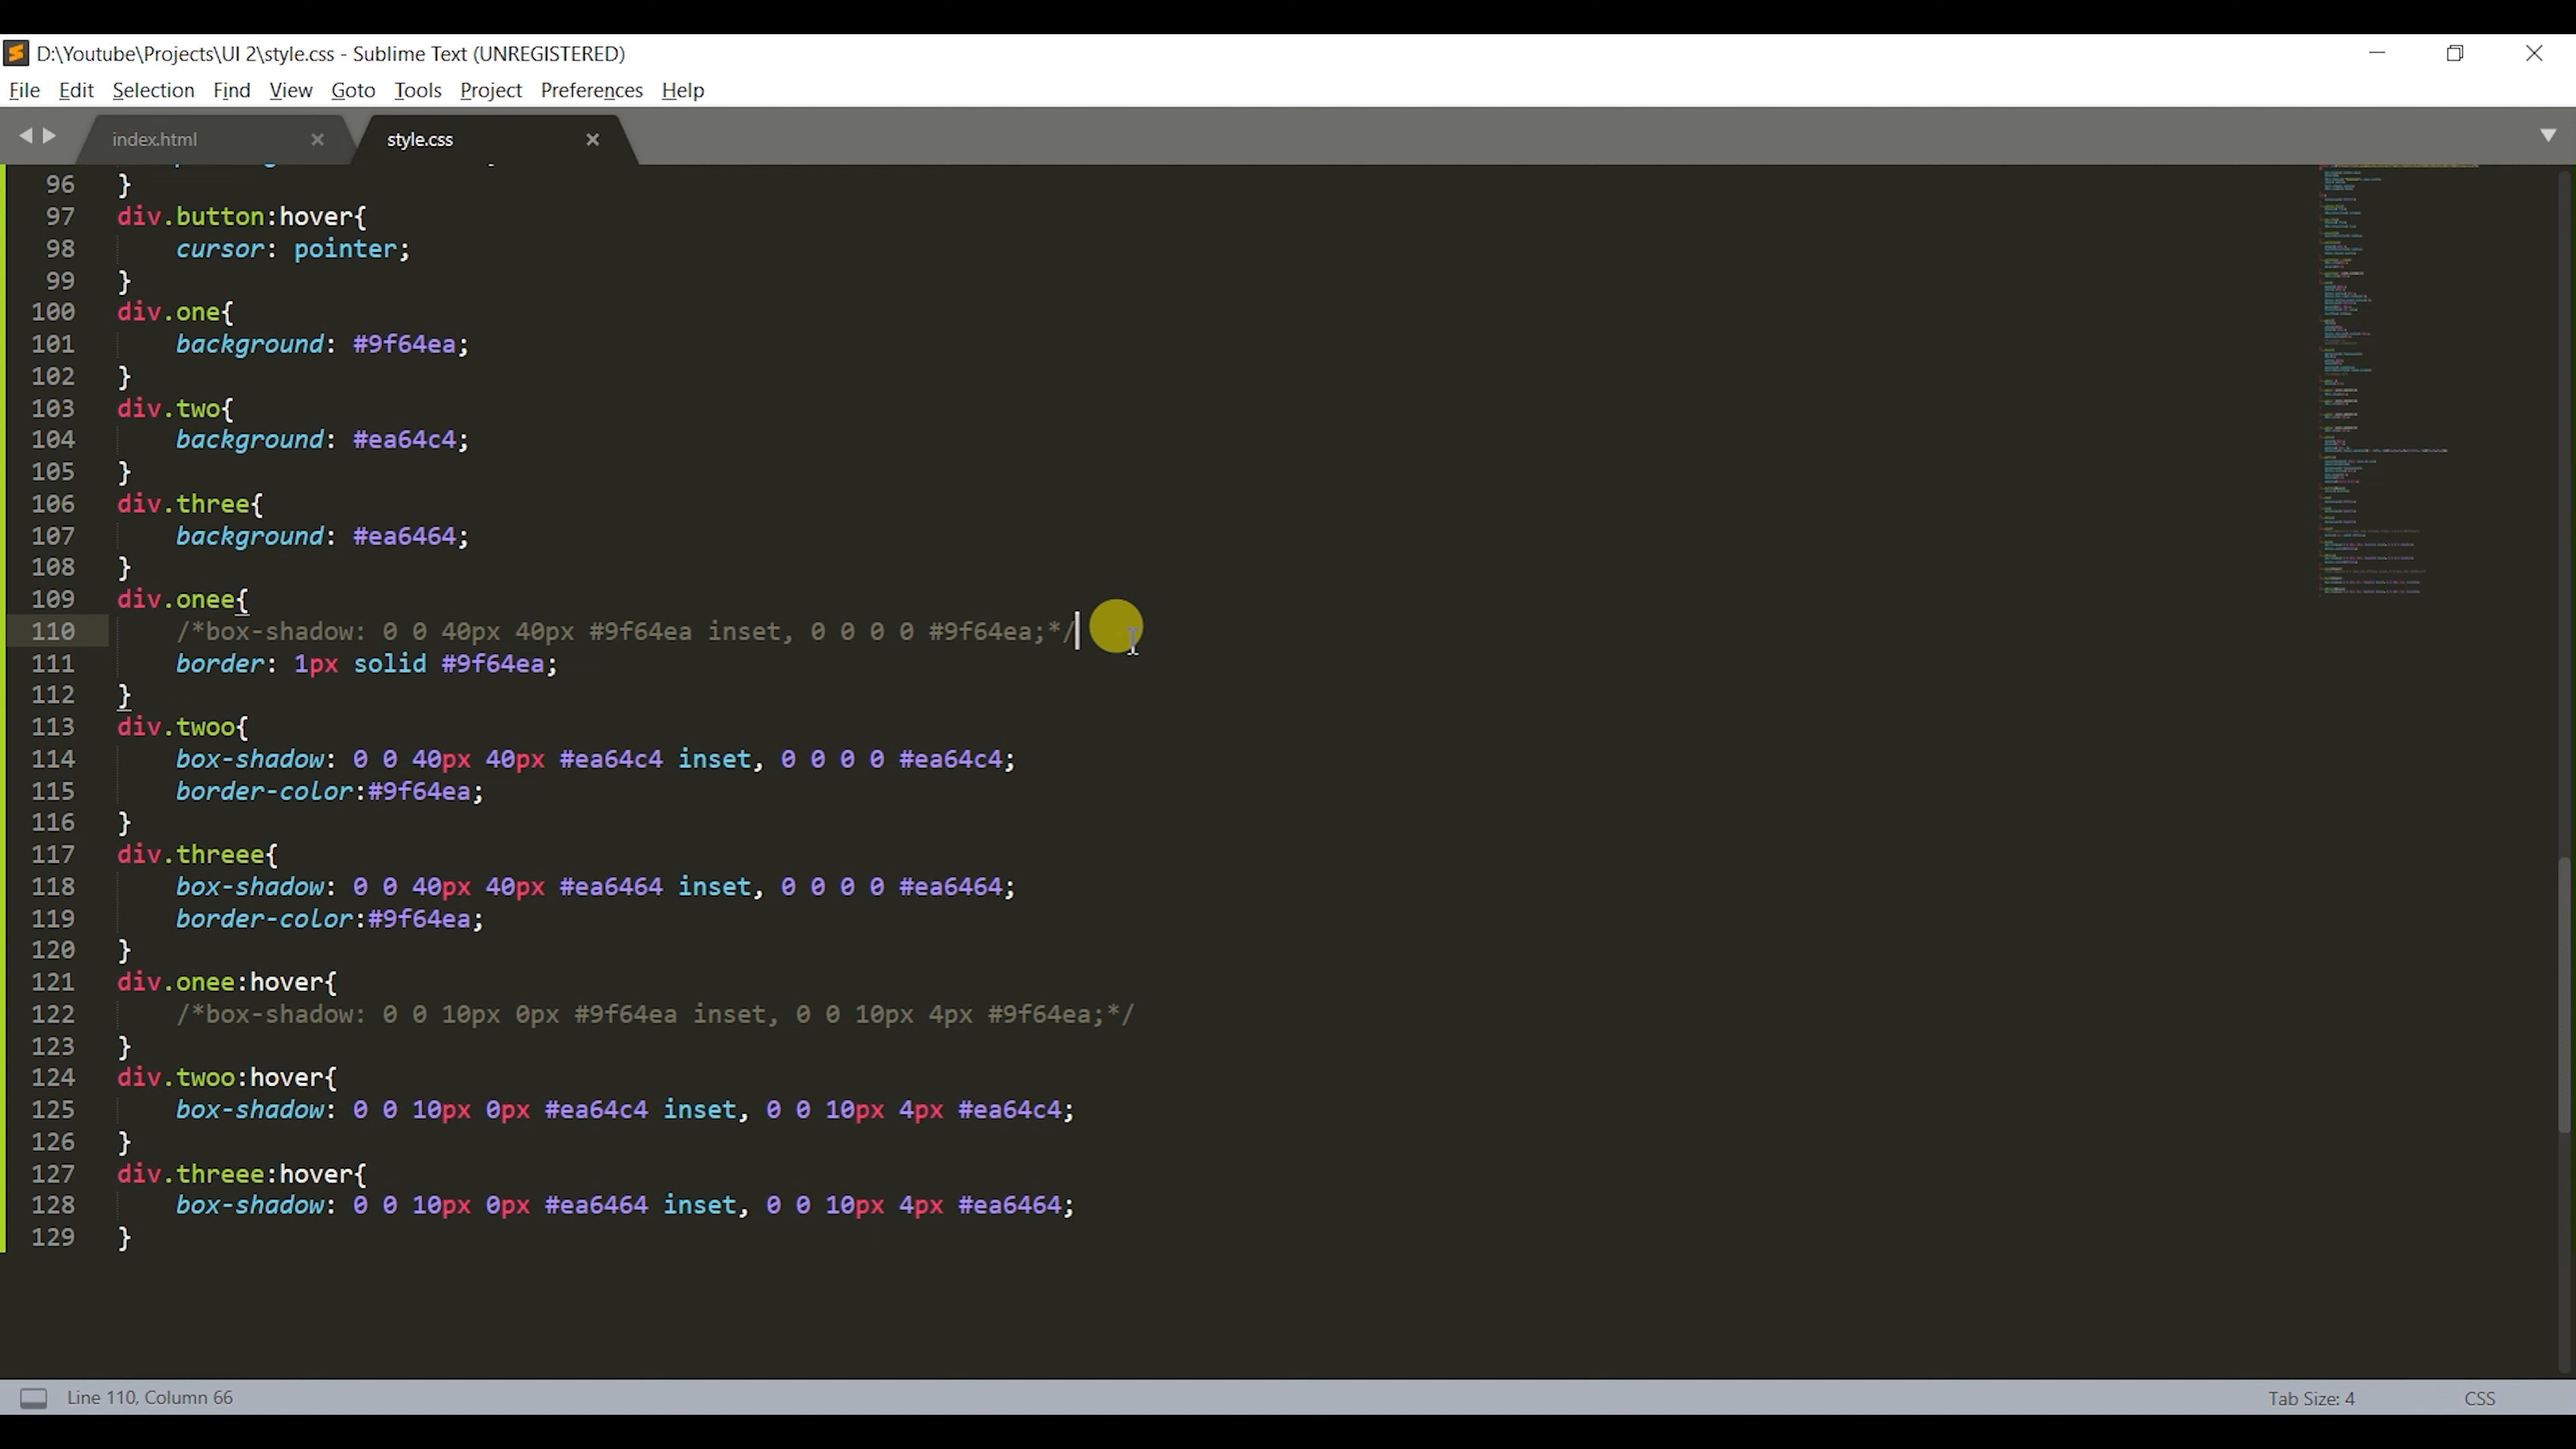 D:\Youtube\Projects\UI 2\style.css - Sublime Text (UNREGISTERED)
File Edit Selection Find View Goto Tools Project Preferences Help
index.html style.css
96 }
97 div.button:hover{
98 cursor: pointer;
99 }
100 div.one{
101 background: #9f64ea;
102 }
103 div.two{
104 background: #ea64c4;
105 }
106 div.three{
107 background: #ea6464;
108 }
109 div.onee{
110 /*box-shadow: 0 0 40px 40px #9f64ea inset, 0 0 0 0 #9f64ea;*/
111 border: 1px solid #9f64ea;
112 }
113 div.twoo{
114 box-shadow: 0 0 40px 40px #ea64c4 inset, 0 0 0 0 #ea64c4;
115 border-color:#9f64ea;
116 }
117 div.threee{
118 box-shadow: 0 0 40px 40px #ea6464 inset, 0 0 0 0 #ea6464;
119 border-color:#9f64ea;
120 }
121 div.onee:hover{
122 /*box-shadow: 0 0 10px 0px #9f64ea inset, 0 0 10px 4px #9f64ea;*/
123 }
124 div.twoo:hover{
125 box-shadow: 0 0 10px 0px #ea64c4 inset, 0 0 10px 4px #ea64c4;
126 }
127 div.threee:hover{
128 box-shadow: 0 0 10px 0px #ea6464 inset, 0 0 10px 4px #ea6464;
129 }
Line 110, Column 66 Tab Size: 4 CSS